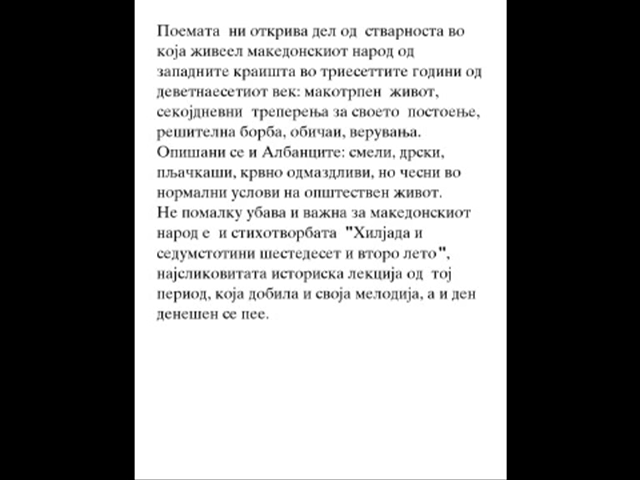 Поемата ни открива дел од стварноста во
која живеел македонскиот народ од
западните краишта во триесеттите години од
деветнаесетиот век: макотрпен живот,
секојдневни треперења за своето постоење,
решителна борба, обичаи, верувања.
Опишани се и Албанците: смели, дрски,
пљачкаши, крвно одмаздливи, но чесни во
нормални услови на општествен живот.
Не помалку убава и важна за македонскиот
народ е и стихотворбата "Хилјада и
седумстотини шестедесет и второ лето",
најсликовитата историска лекција од тој
период, која добила и своја мелодија, а и ден
денешен се пее.